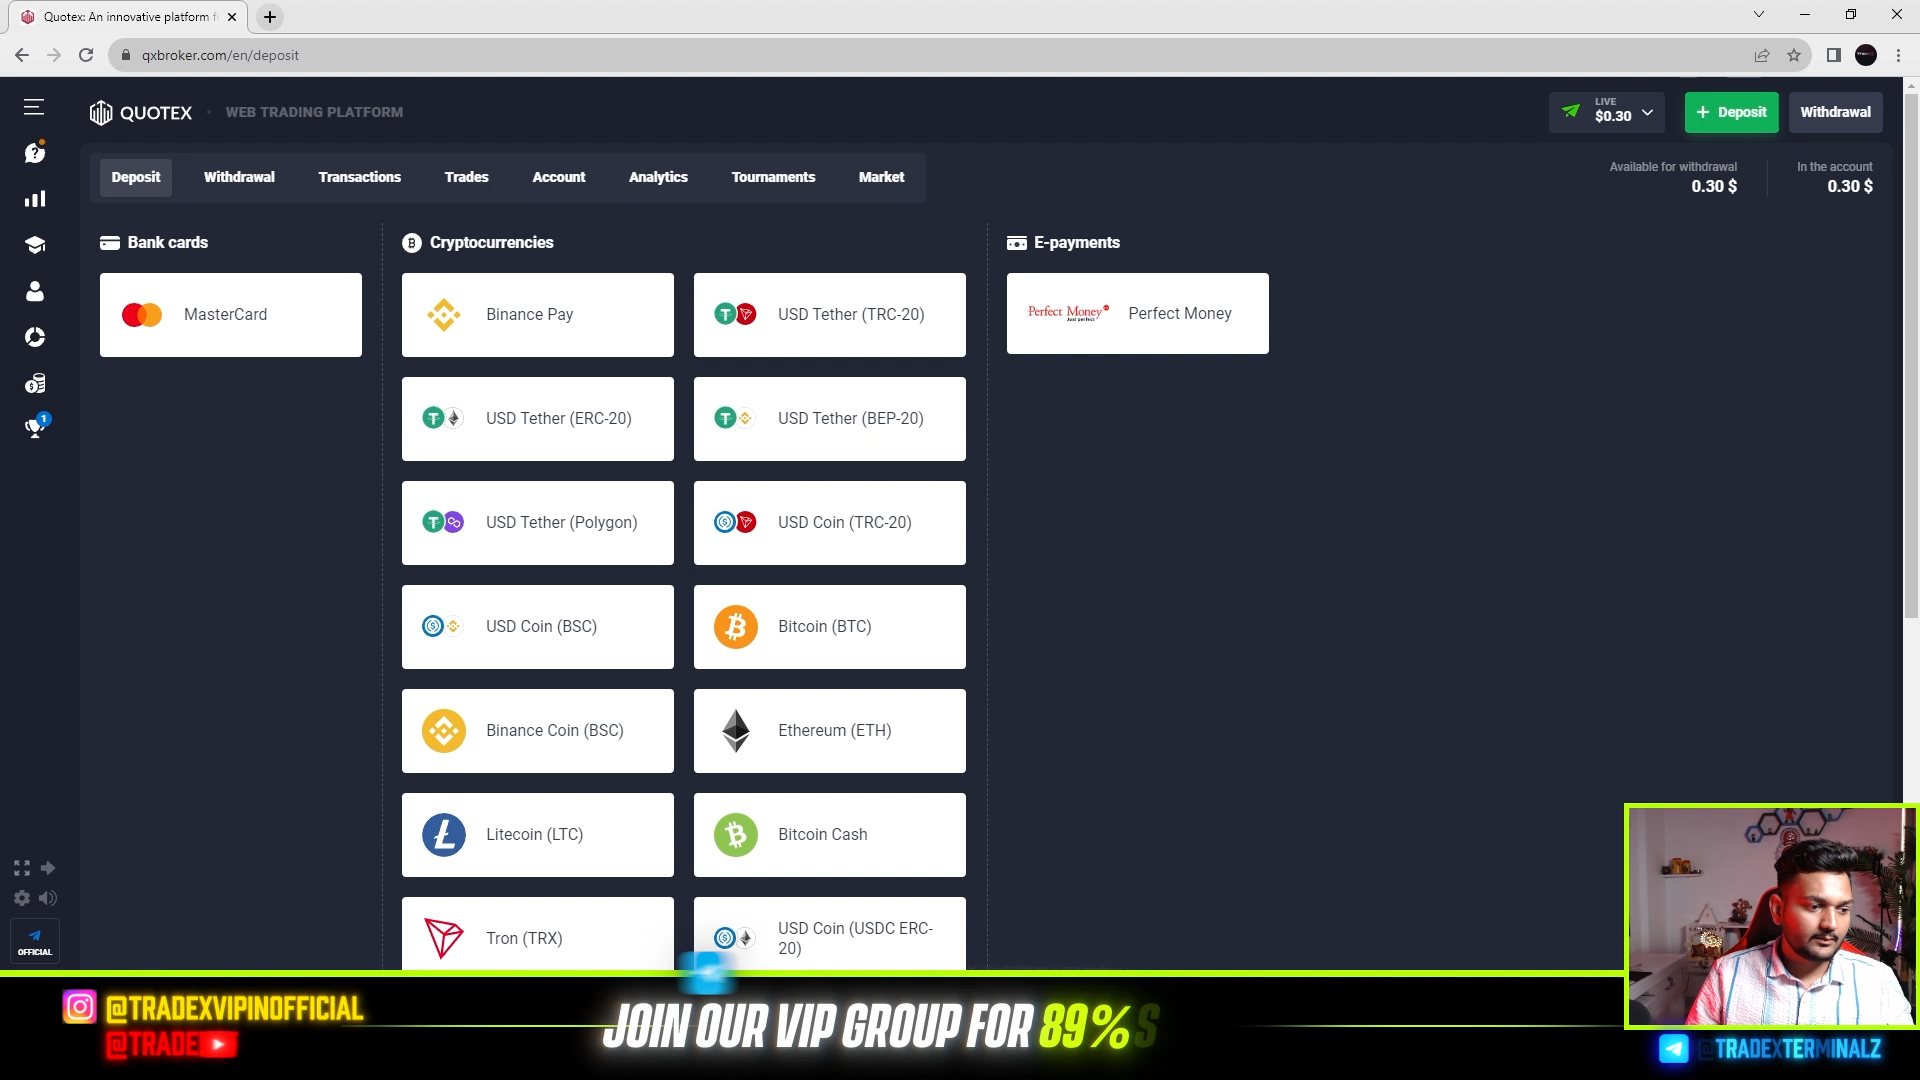 Quotex: An innovative platform f
qxbroker.com/en/deposit
QUOTEX
WEB TRADING PLATFORM
LIVE
$0.30
Deposit
Withdrawal
Deposit
Withdrawal
Transactions
Trades
Account
Analytics
Tournaments
Market
Available for withdrawal
0.30 $
In the account
0.30 $
Bank cards
MasterCard
Cryptocurrencies
Binance Pay
USD Tether (TRC-20)
USD Tether (ERC-20)
USD Tether (BEP-20)
USD Tether (Polygon)
USD Coin (TRC-20)
USD Coin (BSC)
Bitcoin (BTC)
Binance Coin (BSC)
Ethereum (ETH)
Litecoin (LTC)
Bitcoin Cash
Tron (TRX)
USD Coin (USDC ERC-
20)
E-payments
Perfect Money
Just perfect
Perfect Money
1
OFFICIAL
@TRADEXVIPINOFFICIAL
@TRADE
JOIN OUR VIP GROUP FOR 89% S
@TRADEXTERMINALZ